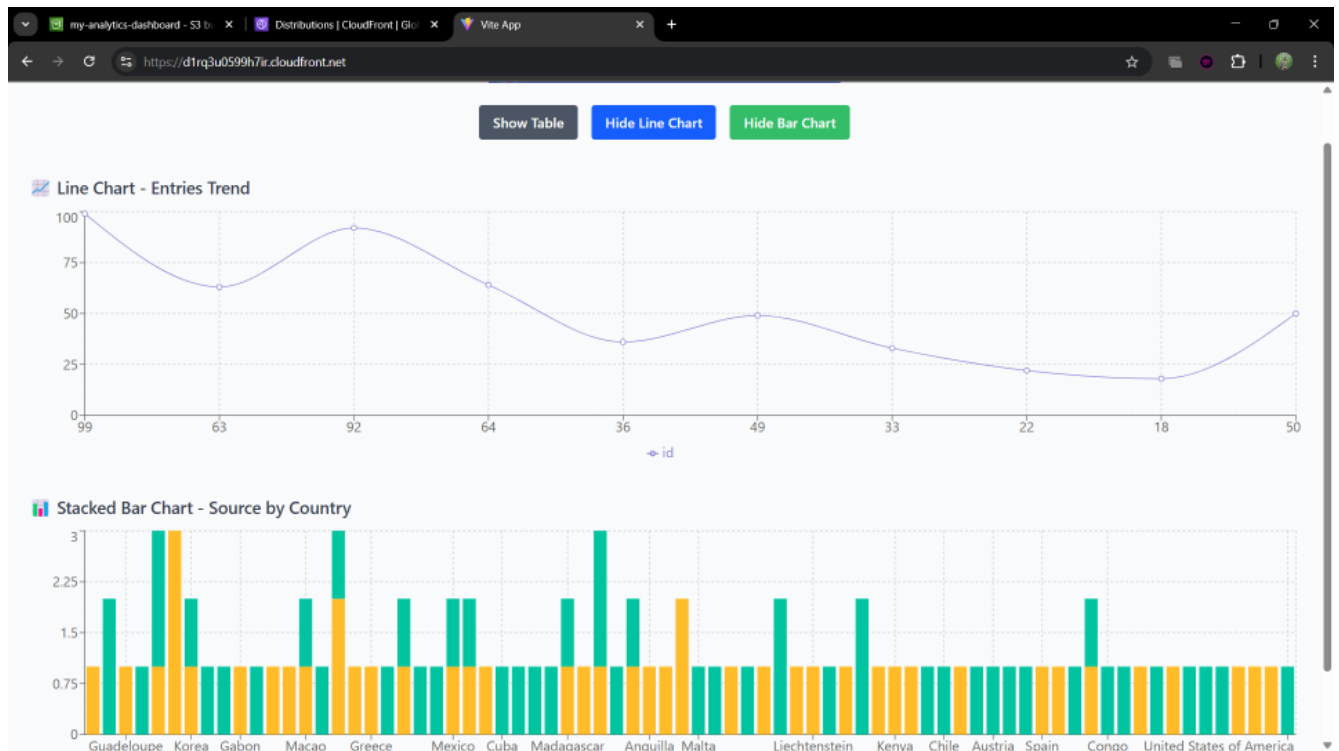 my-analytics-dashboard - S3 b
Distributions | CloudFront | Glo
Vite App
https://d1rq3u0599h7ir.cloudfront.net
Show Table
Hide Line Chart
Hide Bar Chart
Line Chart - Entries Trend
100
75
50
25
0
99 63 92 64 36 49 33 22 18 50
id
Stacked Bar Chart - Source by Country
3
2.25
1.5
0.75
0
Guadeloupe Korea Gabon Macao Greece Mexico Cuba Madagascar Anguilla Malta Liechtenstein Kenya Chile Austria Spain Congo United States of America